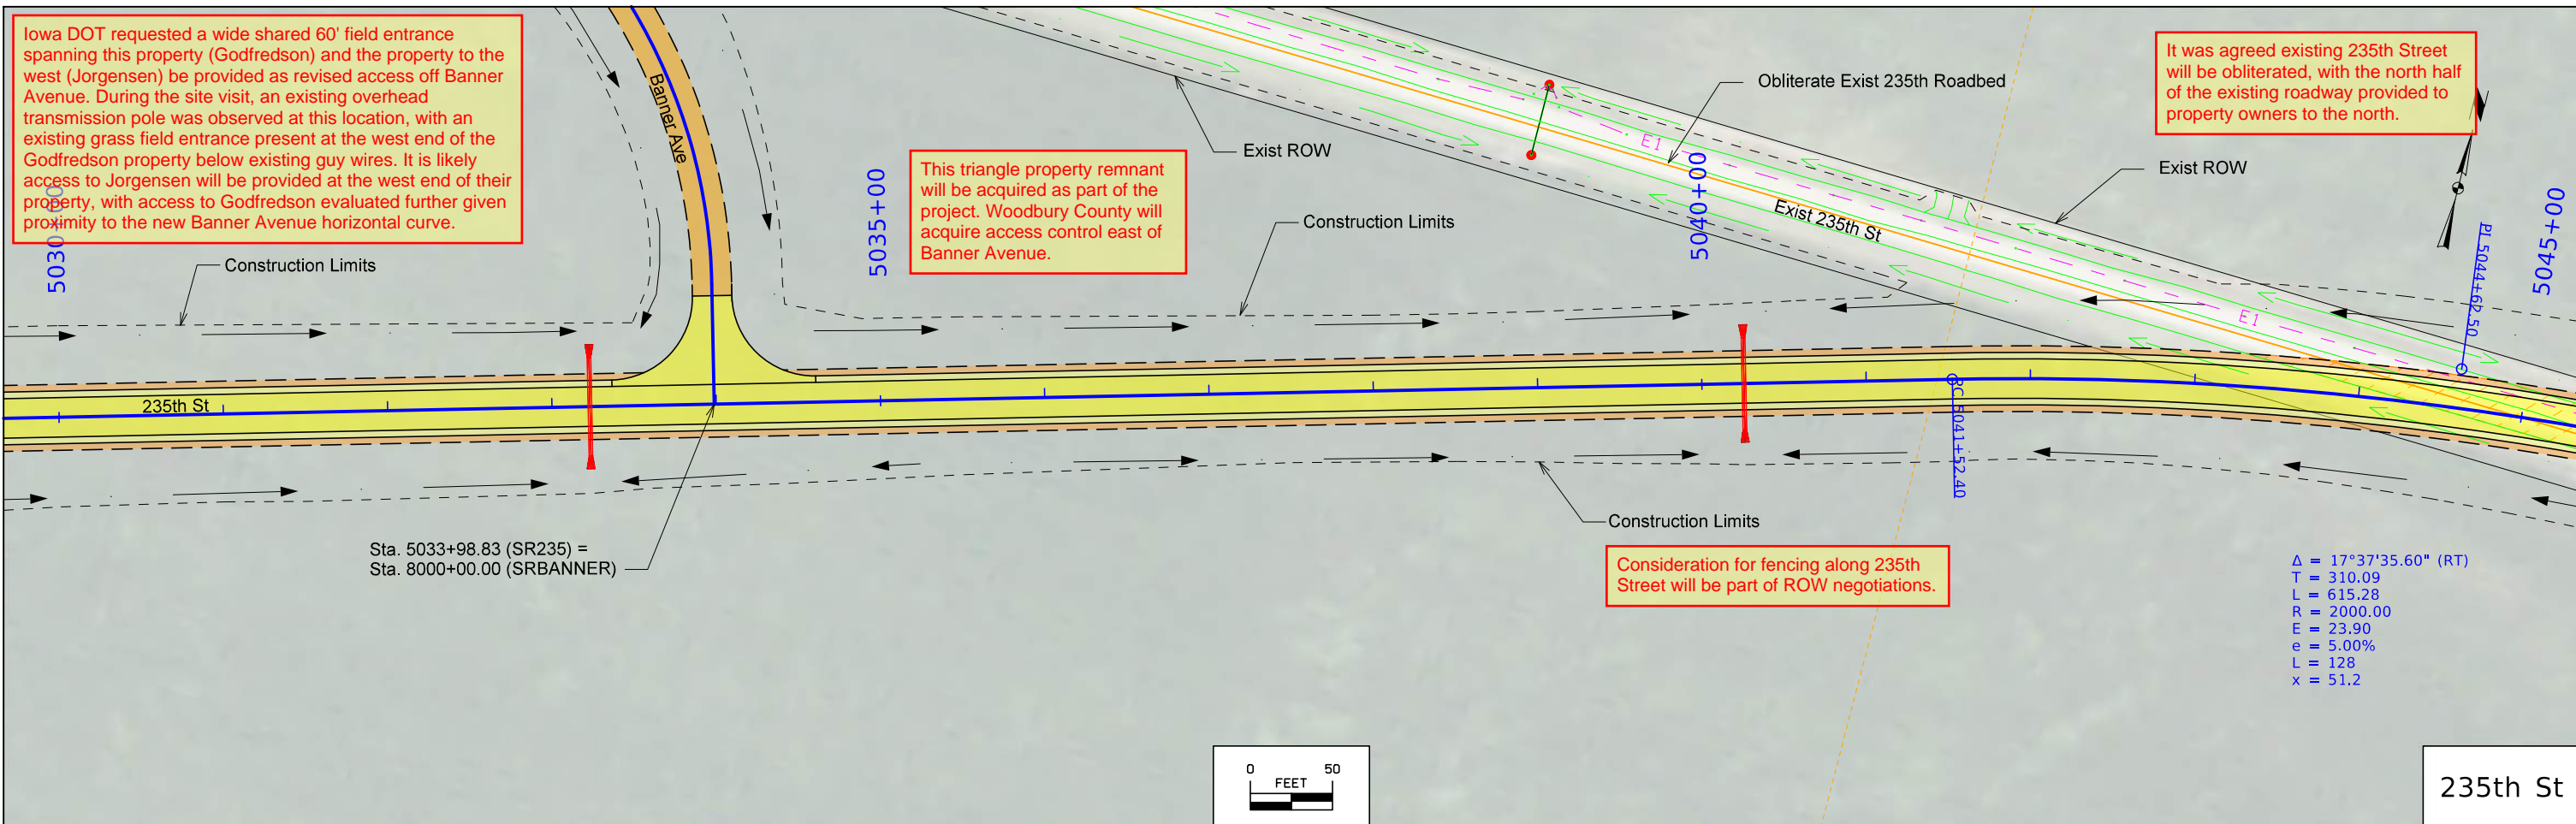 Iowa DOT requested a wide shared 60' field entrance
spanning this property (Godfredson) and the property to the
west (Jorgensen) be provided as revised access off Banner
Avenue. During the site visit, an existing overhead
transmission pole was observed at this location, with an
existing grass field entrance present at the west end of the
Godfredson property below existing guy wires. It is likely
access to Jorgensen will be provided at the west end of their
property, with access to Godfredson evaluated further given
proximity to the new Banner Avenue horizontal curve.
5030+00
Construction Limits
Banner Ave
5035+00
This triangle property remnant
will be acquired as part of the
project. Woodbury County will
acquire access control east of
Banner Avenue.
Exist ROW
Construction Limits
Obliterate Exist 235th Roadbed
E1
5040+00
Exist 235th St
It was agreed existing 235th Street
will be obliterated, with the north half
of the existing roadway provided to
property owners to the north.
Exist ROW
PI 5044+62.50
5045+00
E1
235th St
PC 5041+52.40
Construction Limits
Sta. 5033+98.83 (SR235) =
Sta. 8000+00.00 (SRBANNER)
Consideration for fencing along 235th
Street will be part of ROW negotiations.
Δ = 17°37'35.60" (RT)
T = 310.09
L = 615.28
R = 2000.00
E = 23.90
e = 5.00%
L = 128
x = 51.2
0 50
FEET
235th St